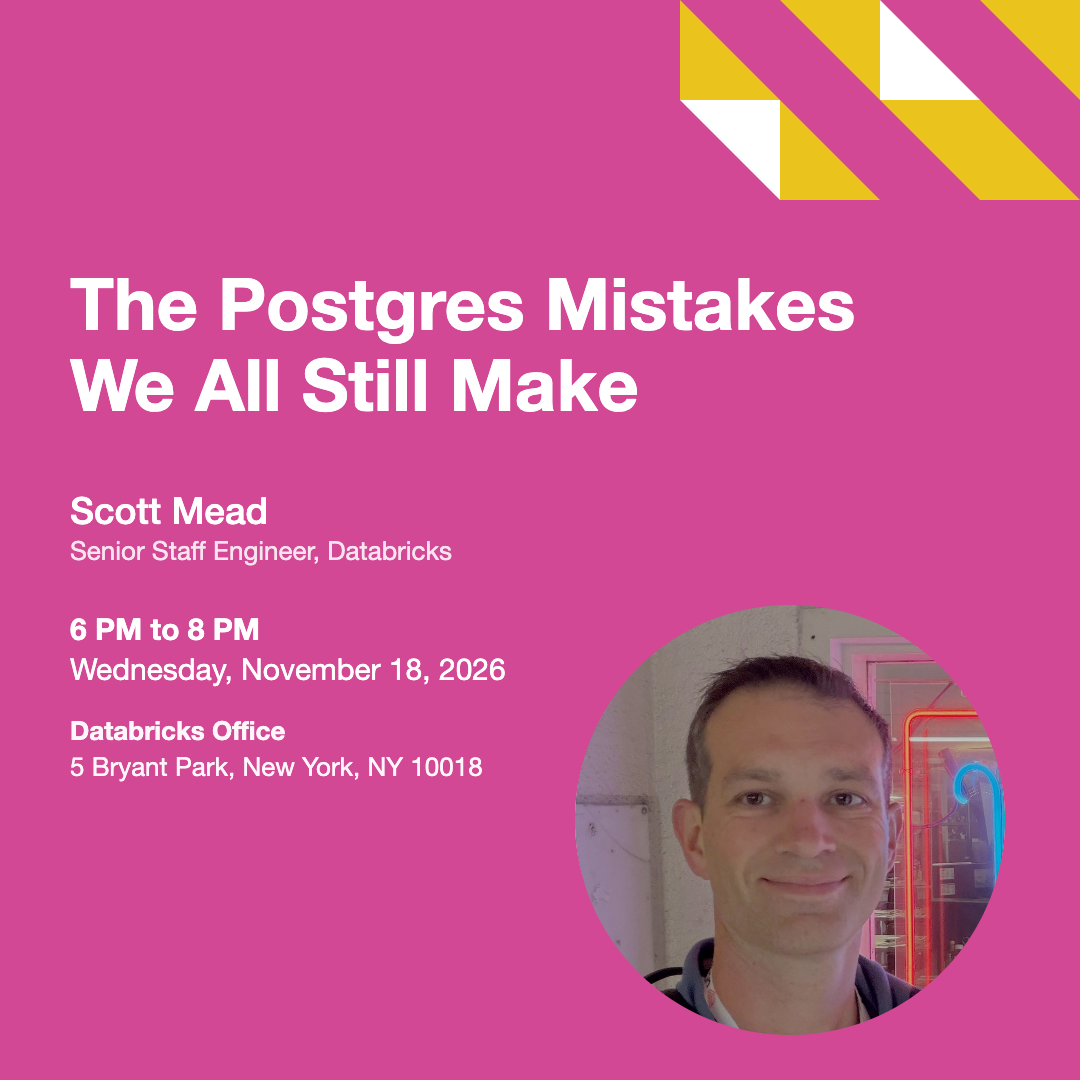 The Postgres Mistakes
We All Still Make
Scott Mead
Senior Staff Engineer, Databricks
6 PM to 8 PM
Wednesday, November 18, 2026
Databricks Office
5 Bryant Park, New York, NY 10018